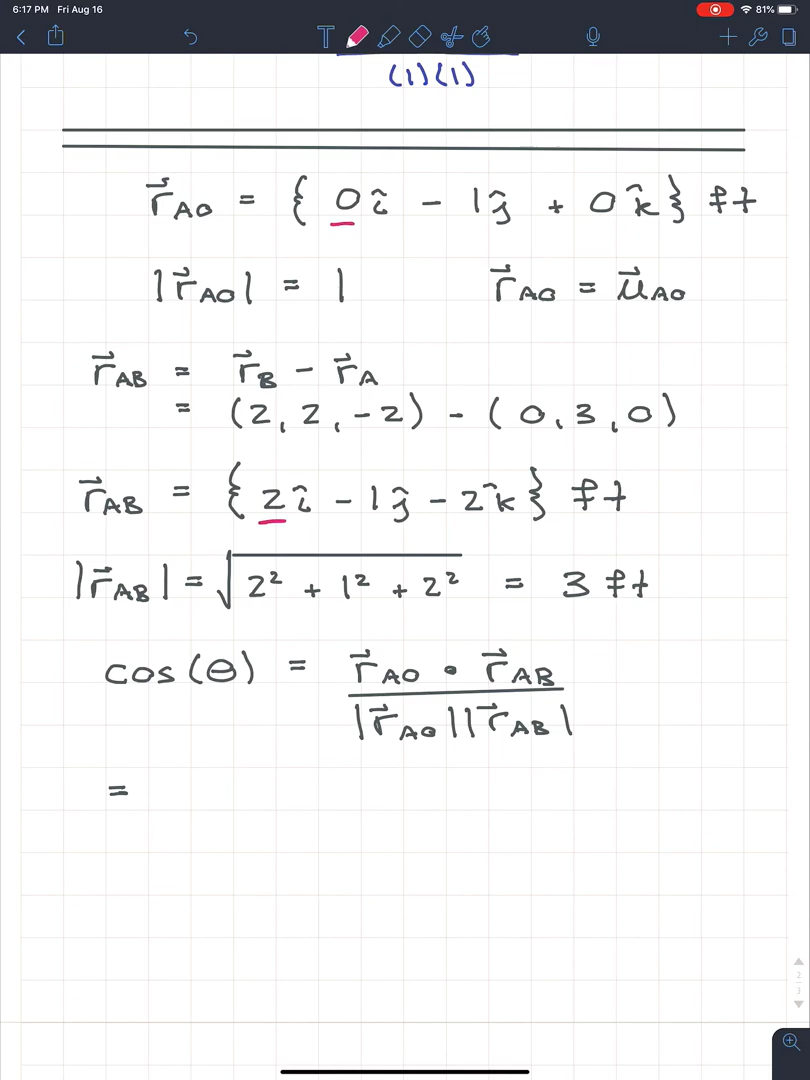 6:17 PM Fri Aug 16 81%
T
(1)(1)
r⃗AO = { 0î - 1ĵ + 0k̂ } ft
|r⃗AO| = 1 r⃗AO = μ⃗AO
r⃗AB = r⃗B - r⃗A
= (2, 2, -2) - (0, 3, 0)
r⃗AB = { 2î - 1ĵ - 2k̂ } ft
|r⃗AB| = √(2² + 1² + 2²) = 3 ft
cos(θ) = r⃗AO • r⃗AB
|r⃗AO||r⃗AB|
=